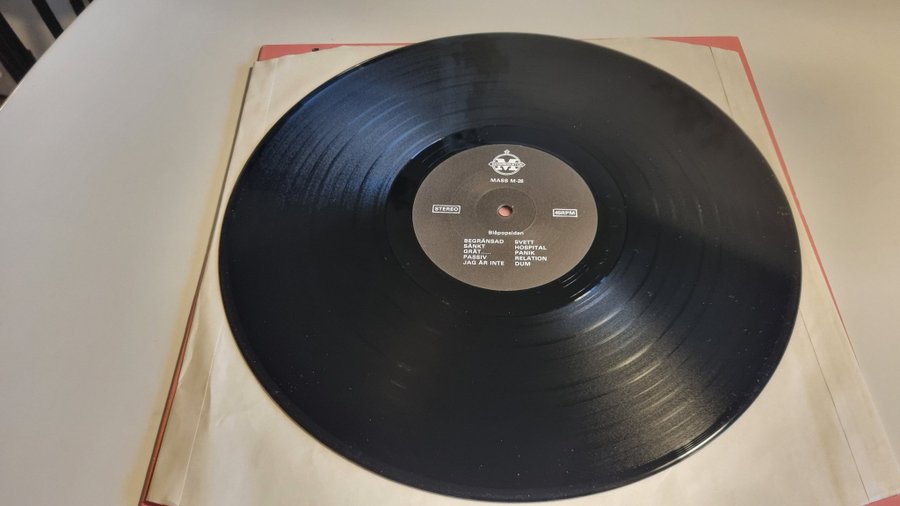 M
MASS M-26
STEREO 45RPM
Blåpopsidan
BEGRÄNSAD SVETT
SÄNKT HOSPITAL
GRÅT..... PANIK
PASSIV RELATION
JAG ÄR INTE DUM